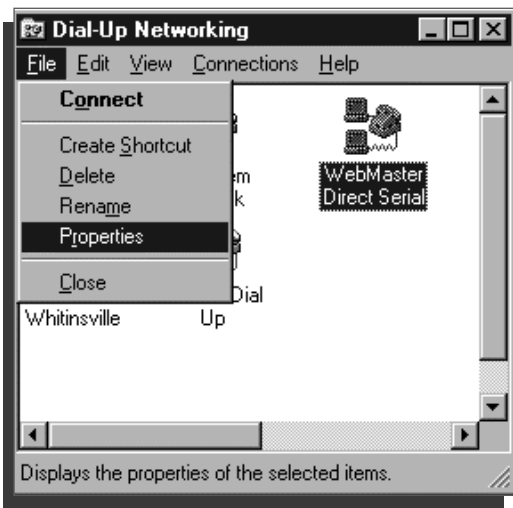 Dial-Up Networking
File Edit View Connections Help
Connect
Create Shortcut
Delete
Rename
Properties
Close
WebMaster
Direct Serial
Dial
Whitinsville Up
Displays the properties of the selected items.